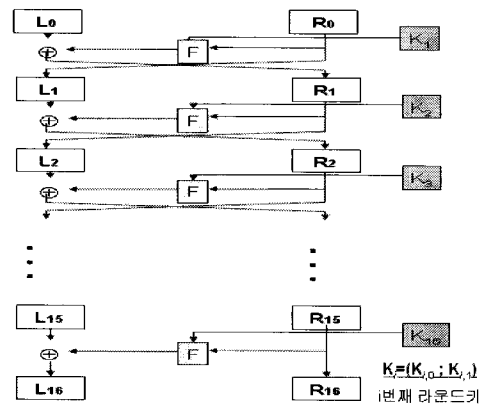 L0 R0 K1
F
L1 R1 K2
F
L2 R2 K3
F
L15 R15 K16
F
L16 R16
Ki=(Ki,0 ; Ki,1)
i번째 라운드키